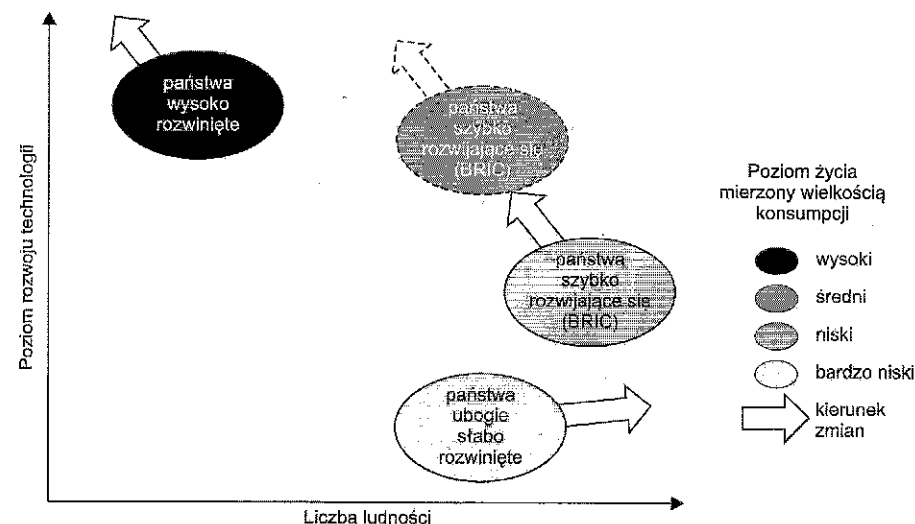 państwa
wysoko
rozwinięte
państwa
szybko
rozwijające się
(BRIC)
państwa
szybko
rozwijające się
(BRIC)
państwa
ubogie
słabo
rozwinięte
Poziom rozwoju technologii
Liczba ludności
Poziom życia
mierzony wielkością
konsumpcji
wysoki
średni
niski
bardzo niski
kierunek
zmian